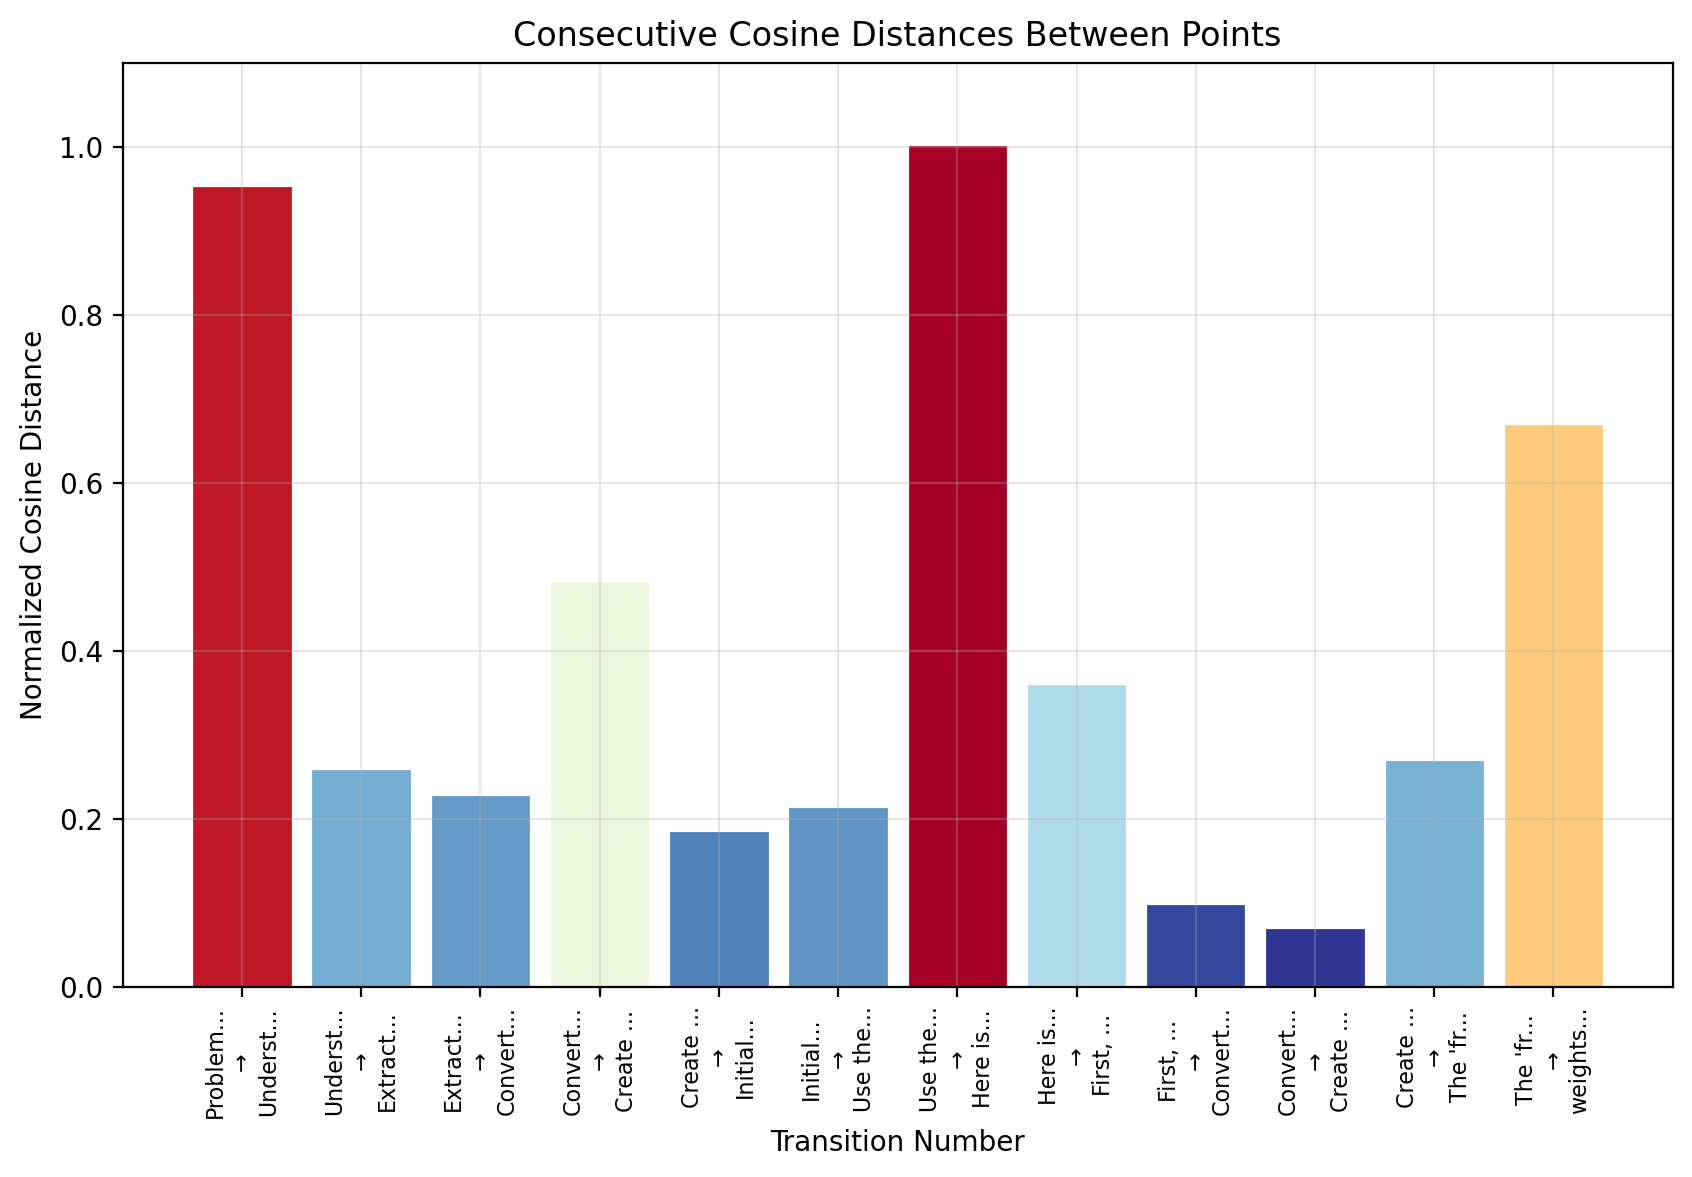 Consecutive Cosine Distances Between Points
Normalized Cosine Distance
1.0
0.8
0.6
0.4
0.2
0.0
Problem...
→
Underst...
Underst...
→
Extract...
Extract...
→
Convert...
Convert...
→
Create ...
Create ...
→
Initial...
Initial...
→
Use the...
Use the...
→
Here is...
Here is...
→
First, ...
First, ...
→
Convert...
Convert...
→
Create ...
Create ...
→
The 'fr...
The 'fr...
→
weights...
Transition Number